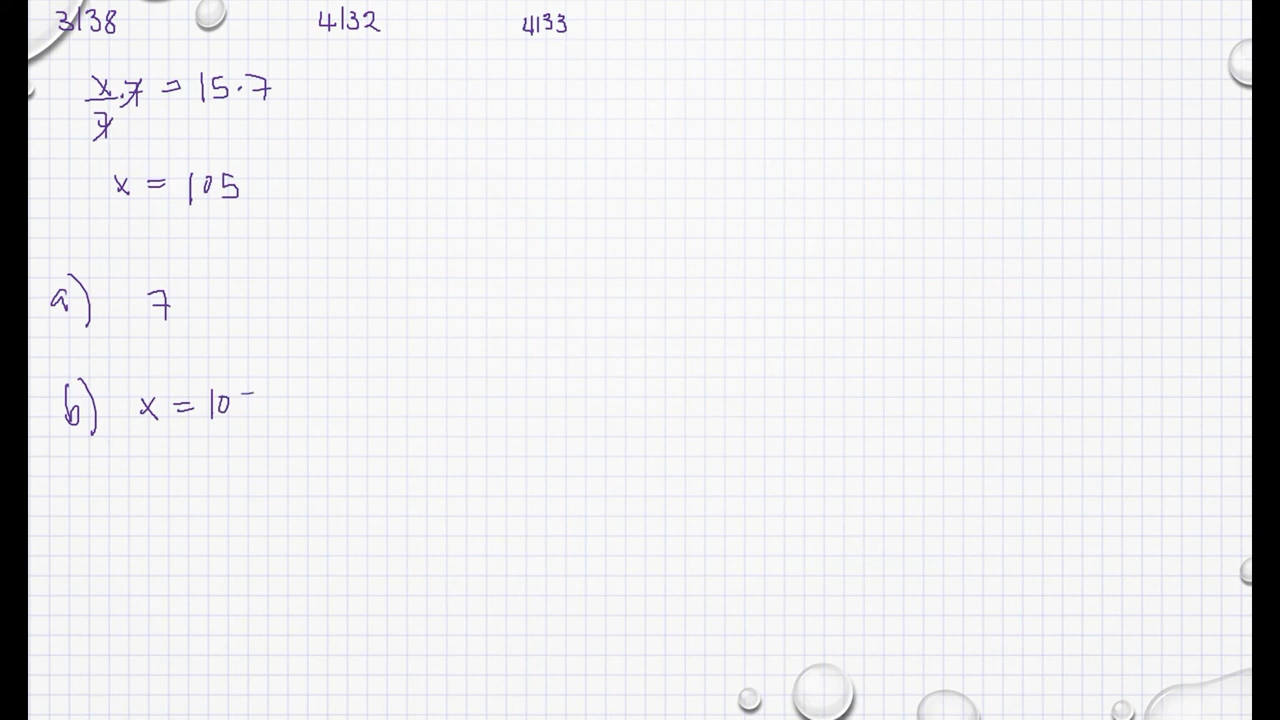 3/38 4/32 4/33
x/7 · 7 = 15 · 7
x = 105
a) 7
b) x = 10